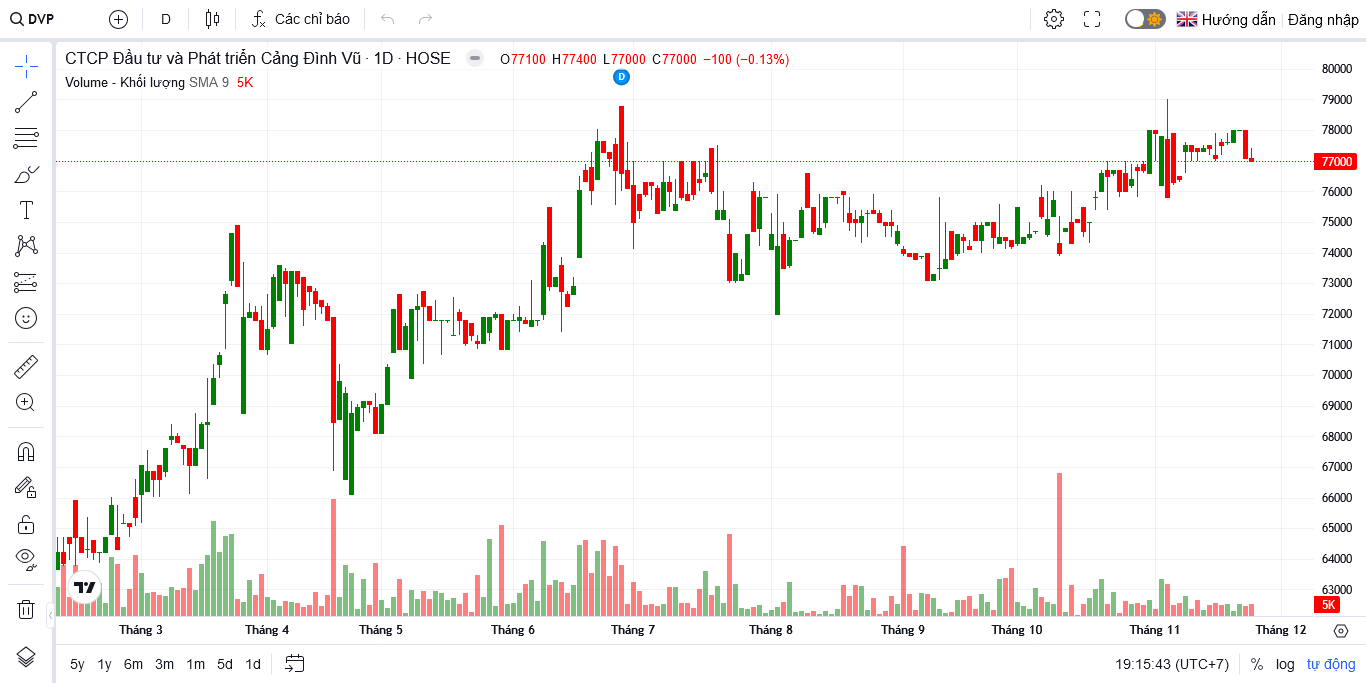 DVP
D
Các chỉ báo
Hướng dẫn
Đăng nhập
CTCP Đầu tư và Phát triển Cảng Đình Vũ · 1D · HOSE
O77100 H77400 L77000 C77000 −100 (−0.13%)
Volume - Khối lượng SMA 9 5K
D
80000
79000
78000
77000
76000
75000
74000
73000
72000
71000
70000
69000
68000
67000
66000
65000
64000
63000
5K
Tháng 3
Tháng 4
Tháng 5
Tháng 6
Tháng 7
Tháng 8
Tháng 9
Tháng 10
Tháng 11
Tháng 12
5y 1y 6m 3m 1m 5d 1d
19:15:43 (UTC+7)
%
log
tự động